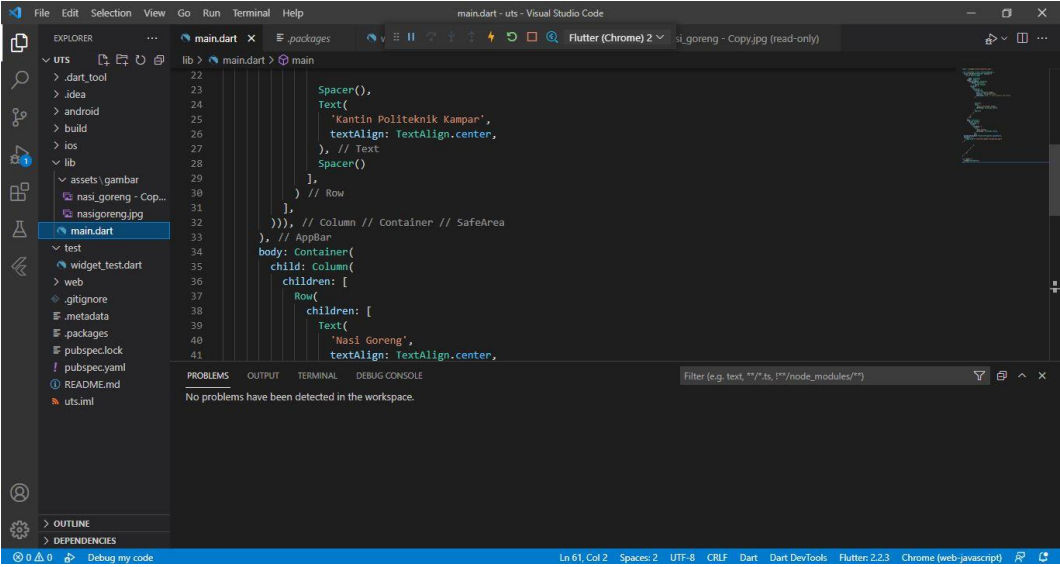 File Edit Selection View Go Run Terminal Help
main.dart - uts - Visual Studio Code
EXPLORER
main.dart
.packages
Flutter (Chrome) 2
si_goreng - Copy.jpg (read-only)
UTS
lib > main.dart > main
.dart_tool
.idea
android
build
ios
lib
assets \ gambar
nasi_goreng - Cop...
nasigoreng.jpg
main.dart
test
widget_test.dart
web
.gitignore
.metadata
.packages
pubspec.lock
pubspec.yaml
README.md
uts.iml
OUTLINE
DEPENDENCIES
22
23 Spacer(),
24 Text(
25 'Kantin Politeknik Kampar',
26 textAlign: TextAlign.center,
27 ), // Text
28 Spacer()
29 ],
30 ) // Row
31 ],
32 ))), // Column // Container // SafeArea
33 ), // AppBar
34 body: Container(
35 child: Column(
36 children: [
37 Row(
38 children: [
39 Text(
40 'Nasi Goreng',
41 textAlign: TextAlign.center,
PROBLEMS OUTPUT TERMINAL DEBUG CONSOLE
Filter (e.g. text, **/*.ts, !**/node_modules/**)
No problems have been detected in the workspace.
1
0 0 Debug my code
Ln 61, Col 2 Spaces: 2 UTF-8 CRLF Dart Dart DevTools Flutter: 2.2.3 Chrome (web-javascript)